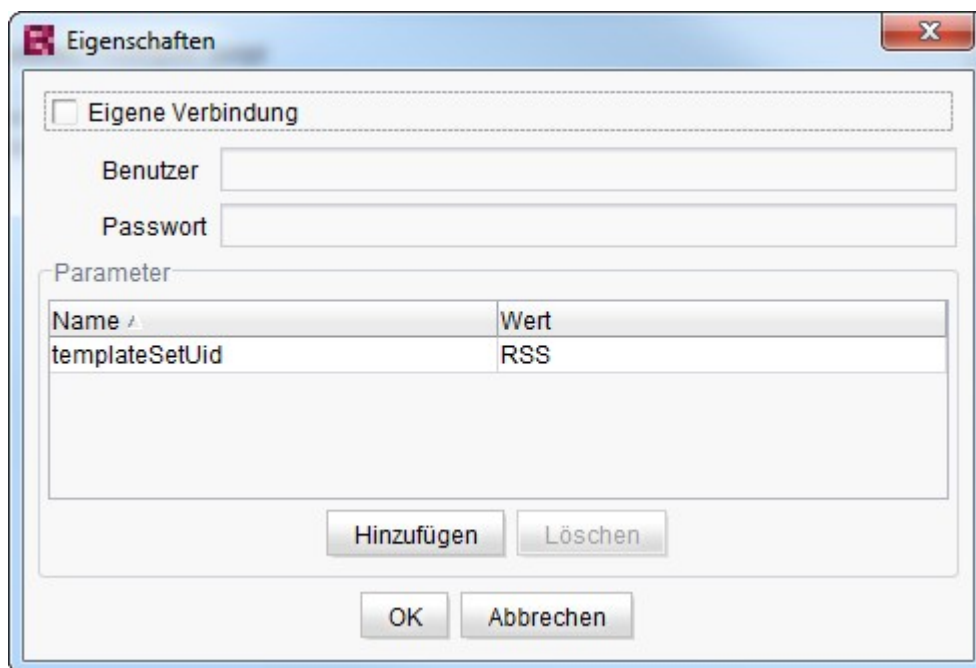 Eigenschaften
Eigene Verbindung
Benutzer
Passwort
Parameter
Name Wert
templateSetUid RSS
Hinzufügen Löschen
OK Abbrechen